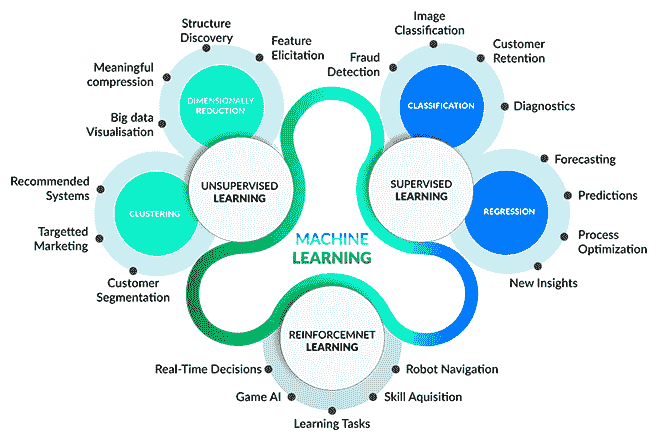 Structure
Discovery
Feature
Elicitation
Meaningful
compression
Big data
Visualisation
DIMENSIONALLY
REDUCTION
Recommended
Systems
Targetted
Marketing
Customer
Segmentation
CLUSTERING
UNSUPERVISED
LEARNING
Image
Classification
Fraud
Detection
Customer
Retention
Diagnostics
CLASSIFICATION
SUPERVISED
LEARNING
Forecasting
Predictions
Process
Optimization
New Insights
REGRESSION
MACHINE
LEARNING
REINFORCEMNET
LEARNING
Real-Time Decisions
Game AI
Learning Tasks
Skill Aquisition
Robot Navigation